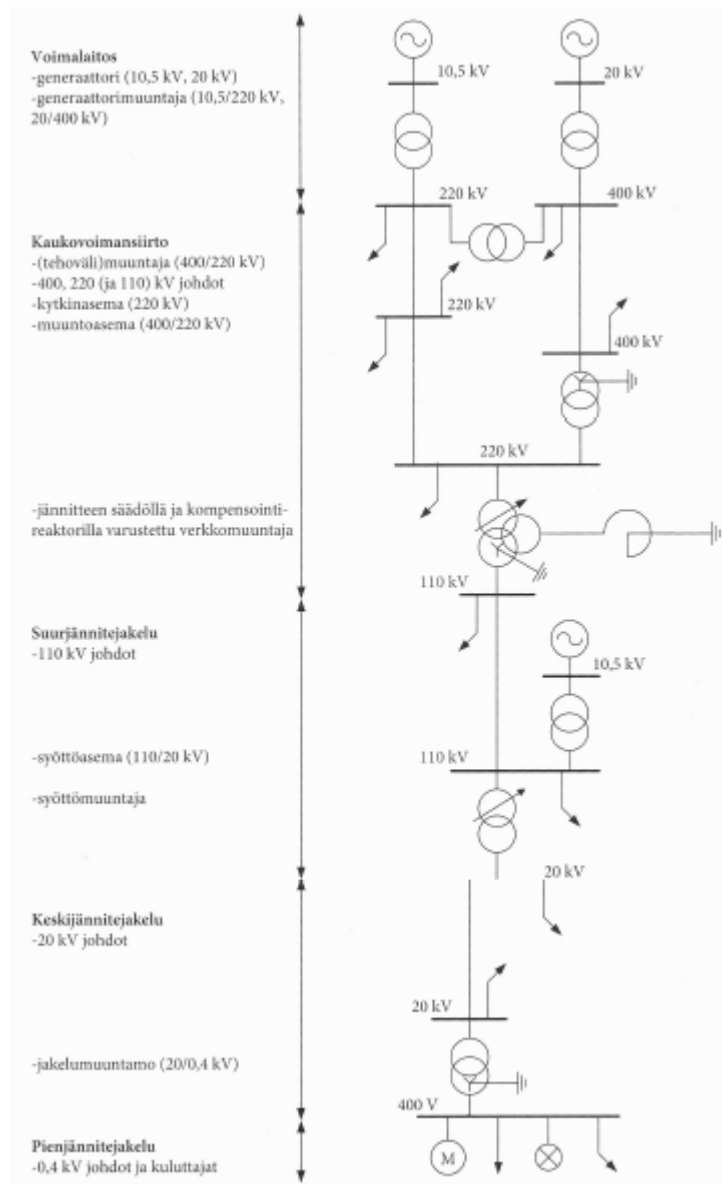 Voimalaitos
-generaattori (10,5 kV, 20 kV)
-generaattorimuuntaja (10,5/220 kV,
20/400 kV)
10,5 kV
20 kV
220 kV
400 kV
Kaukovoimansiirto
-(tehoväli)muuntaja (400/220 kV)
-400, 220 (ja 110) kV johdot
-kytkinasema (220 kV)
-muuntoasema (400/220 kV)
220 kV
400 kV
220 kV
-jännitteen säädöllä ja kompensointi-
reaktorilla varustettu verkkomuuntaja
110 kV
Suurjännitejakelu
-110 kV johdot
10,5 kV
-syöttöasema (110/20 kV)
110 kV
-syöttömuuntaja
20 kV
Keskijännitejakelu
-20 kV johdot
20 kV
-jakelumuuntamo (20/0,4 kV)
400 V
Pienjännitejakelu
-0,4 kV johdot ja kuluttajat
M